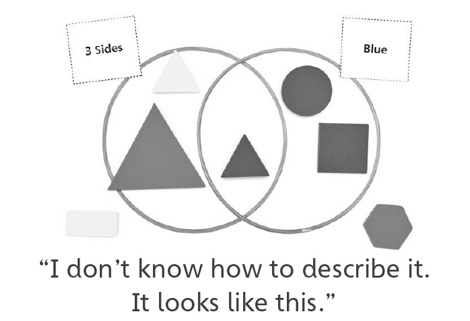 3 Sides
Blue
“I don’t know how to describe it.
It looks like this.”